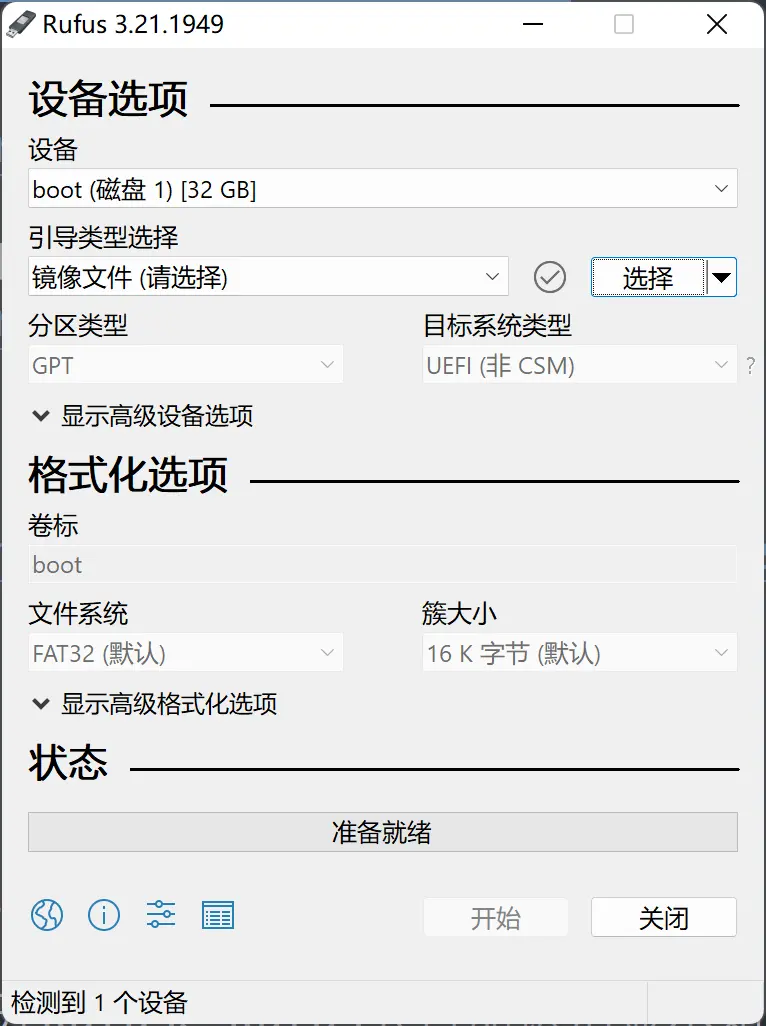 Rufus 3.21.1949
设备选项
设备
boot (磁盘 1) [32 GB]
引导类型选择
镜像文件 (请选择)
选择
分区类型
目标系统类型
GPT
UEFI (非 CSM)
?
显示高级设备选项
格式化选项
卷标
boot
文件系统
簇大小
FAT32 (默认)
16 K 字节 (默认)
显示高级格式化选项
状态
准备就绪
开始
关闭
检测到 1 个设备